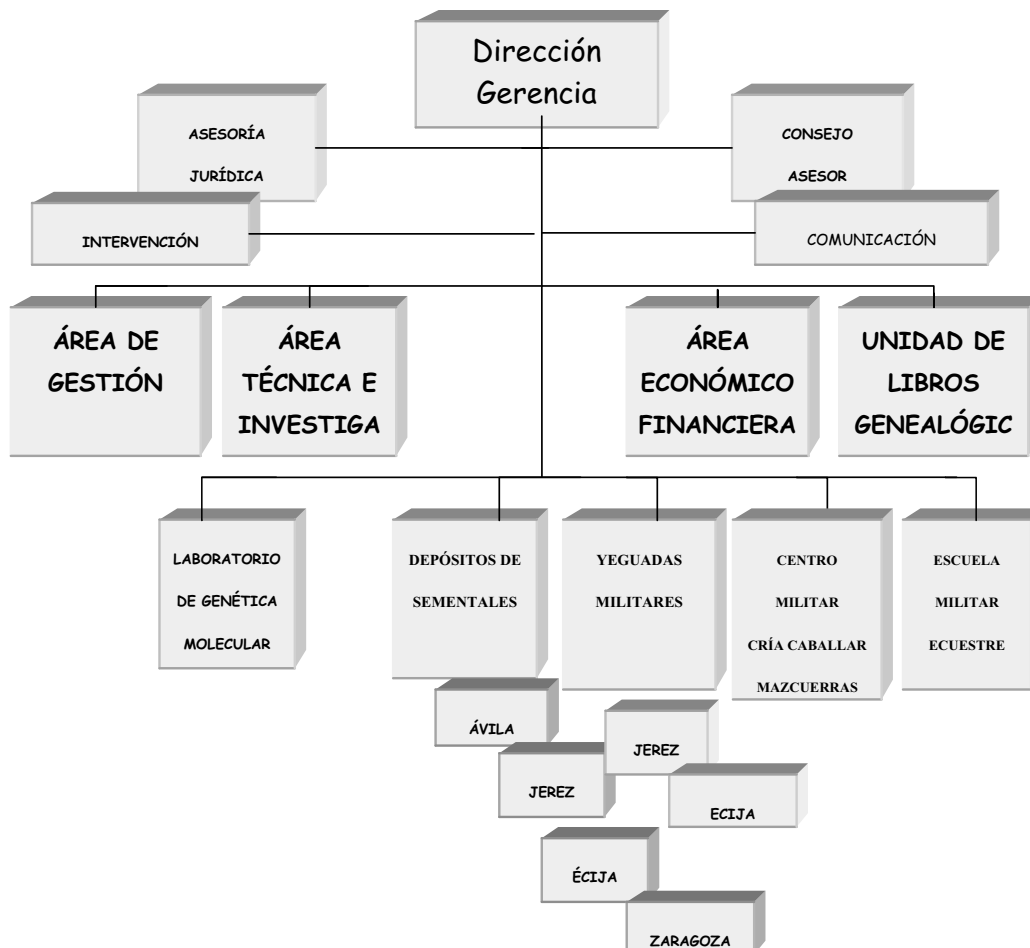 Dirección
Gerencia
ASESORÍA
JURÍDICA
CONSEJO
ASESOR
INTERVENCIÓN
COMUNICACIÓN
ÁREA DE
GESTIÓN
ÁREA
TÉCNICA E
INVESTIGA
ÁREA
ECONÓMICO
FINANCIERA
UNIDAD DE
LIBROS
GENEALÓGIC
LABORATORIO
DE GENÉTICA
MOLECULAR
DEPÓSITOS DE
SEMENTALES
YEGUADAS
MILITARES
CENTRO
MILITAR
CRÍA CABALLAR
MAZCUERRAS
ESCUELA
MILITAR
ECUESTRE
ÁVILA
JEREZ
JEREZ
ECIJA
ÉCIJA
ZARAGOZA